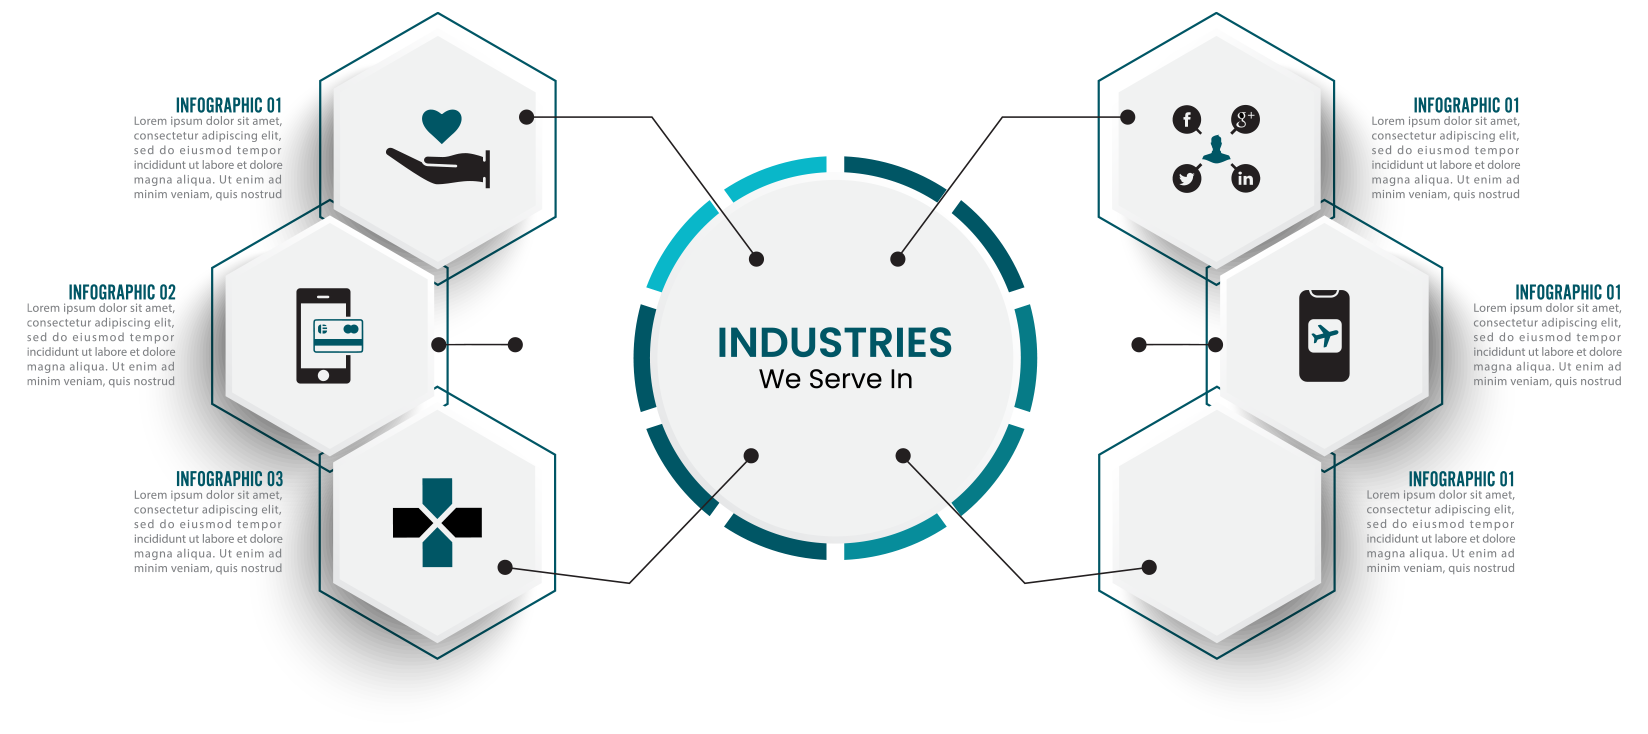 INFOGRAPHIC 01
Lorem ipsum dolor sit amet,
consectetur adipiscing elit,
sed do eiusmod tempor
incididunt ut labore et dolore
magna aliqua. Ut enim ad
minim veniam, quis nostrud
INFOGRAPHIC 02
Lorem ipsum dolor sit amet,
consectetur adipiscing elit,
sed do eiusmod tempor
incididunt ut labore et dolore
magna aliqua. Ut enim ad
minim veniam, quis nostrud
INFOGRAPHIC 03
Lorem ipsum dolor sit amet,
consectetur adipiscing elit,
sed do eiusmod tempor
incididunt ut labore et dolore
magna aliqua. Ut enim ad
minim veniam, quis nostrud
INDUSTRIES
We Serve In
f
g+
in
INFOGRAPHIC 01
Lorem ipsum dolor sit amet,
consectetur adipiscing elit,
sed do eiusmod tempor
incididunt ut labore et dolore
magna aliqua. Ut enim ad
minim veniam, quis nostrud
INFOGRAPHIC 01
Lorem ipsum dolor sit amet,
consectetur adipiscing elit,
sed do eiusmod tempor
incididunt ut labore et dolore
magna aliqua. Ut enim ad
minim veniam, quis nostrud
INFOGRAPHIC 01
Lorem ipsum dolor sit amet,
consectetur adipiscing elit,
sed do eiusmod tempor
incididunt ut labore et dolore
magna aliqua. Ut enim ad
minim veniam, quis nostrud